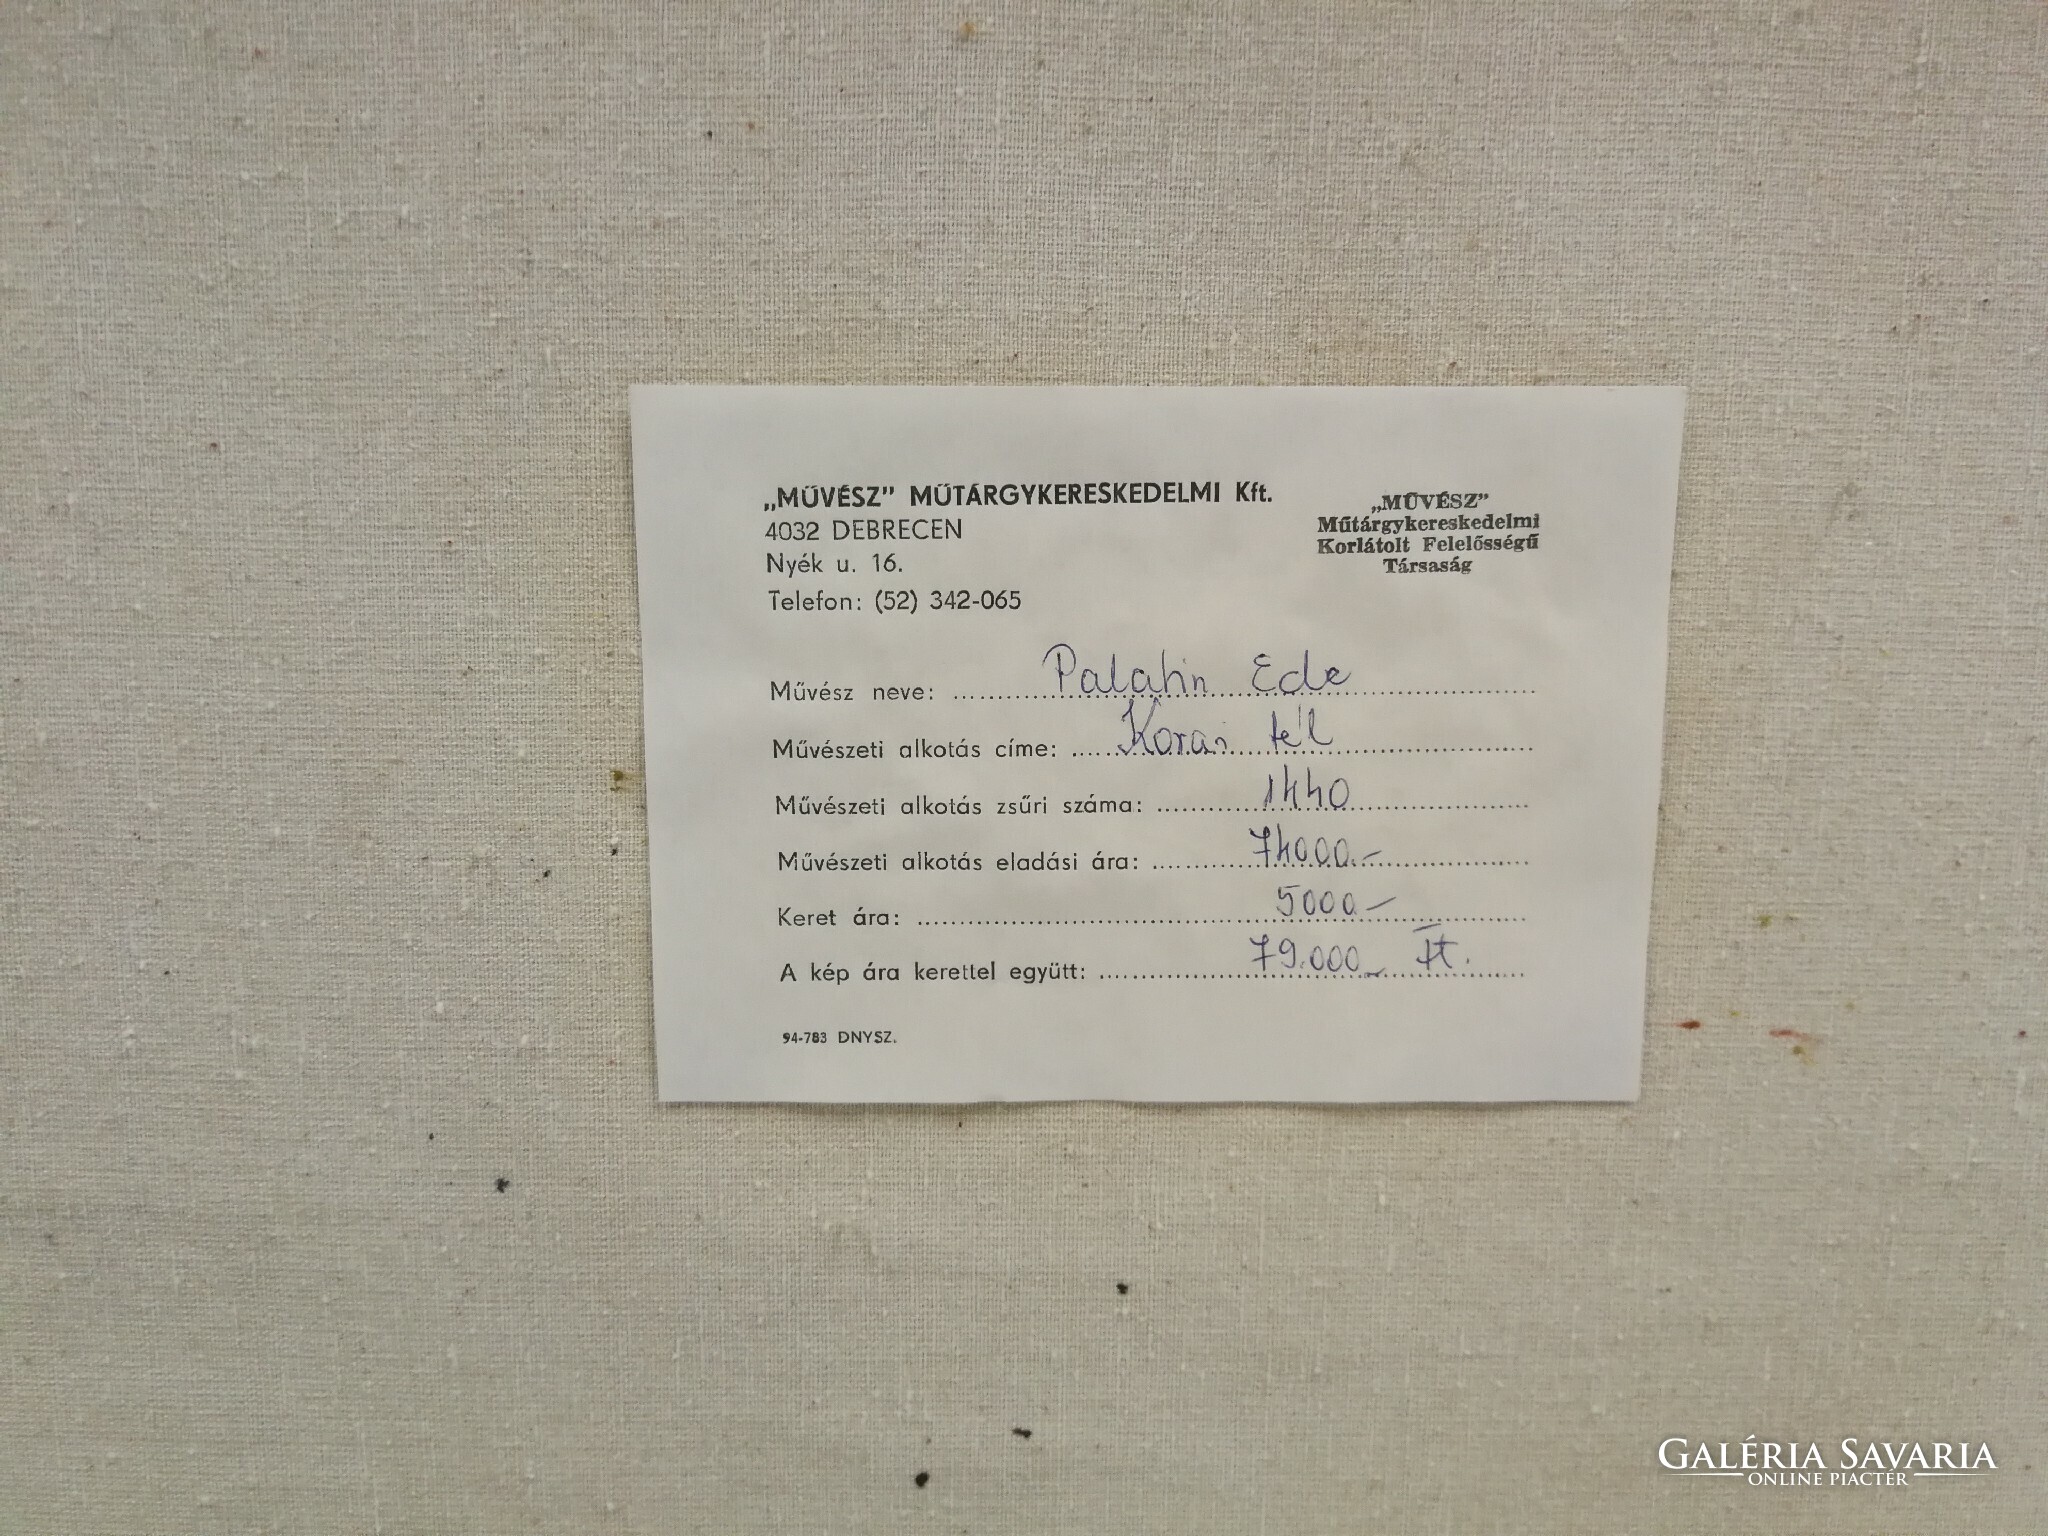 „MŰVÉSZ” MŰTÁRGYKERESKEDELMI Kft.
4032 DEBRECEN
Nyék u. 16.
Telefon: (52) 342-065
„MŰVÉSZ”
Műtárgykereskedelmi
Korlátolt Felelősségű
Társaság
Művész neve: Palatin Ede
Művészeti alkotás címe: Korai tél
Művészeti alkotás zsűri száma: 1440
Művészeti alkotás eladási ára: 74000.-
Keret ára: 5000-
A kép ára kerettel együtt: 79.000- Ft.
94-783 DNYSZ.
GALÉRIA SAVARIA
ONLINE PIACTÉR